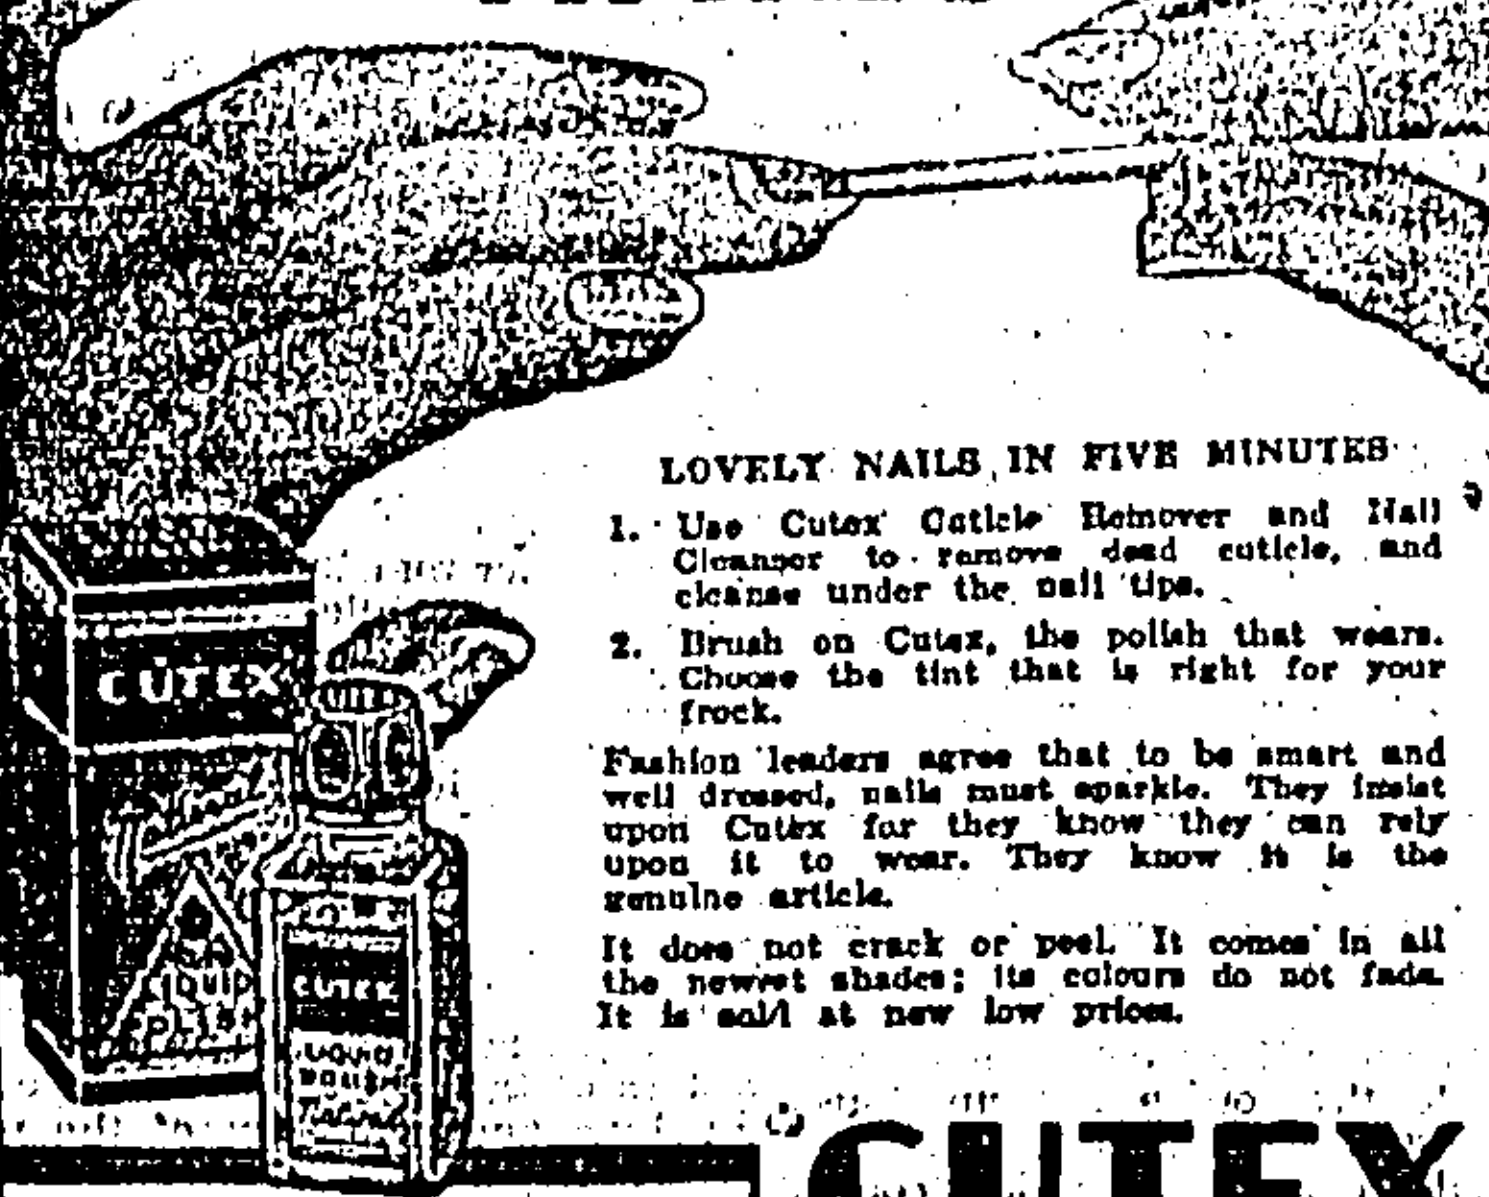 LOVELY NAILS IN FIVE MINUTES
1. Use Cutex Cuticle Remover and Nail
Cleanser to remove dead cuticle, and
cleanse under the nail tips.
2. Brush on Cutex, the polish that wears.
Choose the tint that is right for your
frock.
Fashion leaders agree that to be smart and
well dressed, nails must sparkle. They insist
upon Cutex for they know they can rely
upon it to wear. They know it is the
genuine article.
It does not crack or peel. It comes in all
the newest shades; its colours do not fade.
It is sold at new low prices.
CUTEX
LIQUID
POLISH
CUTEX
LIQUID
POLISH
Natural
CUTEX